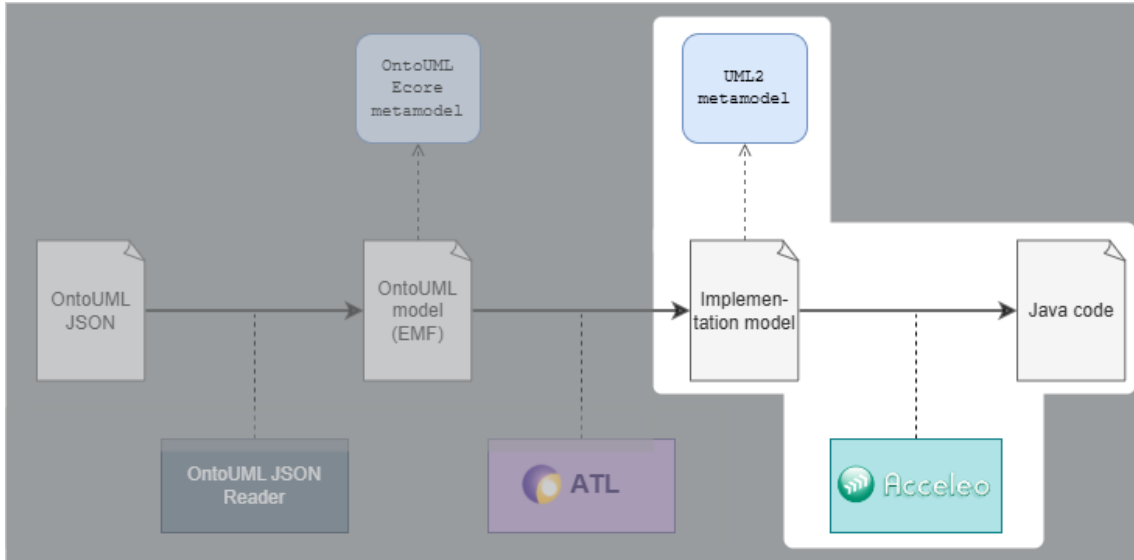 OntoUML
Ecore
metamodel
UML2
metamodel
OntoUML
JSON
OntoUML
model
(EMF)
Implemen-
tation model
Java code
OntoUML JSON
Reader
ATL
Acceleo